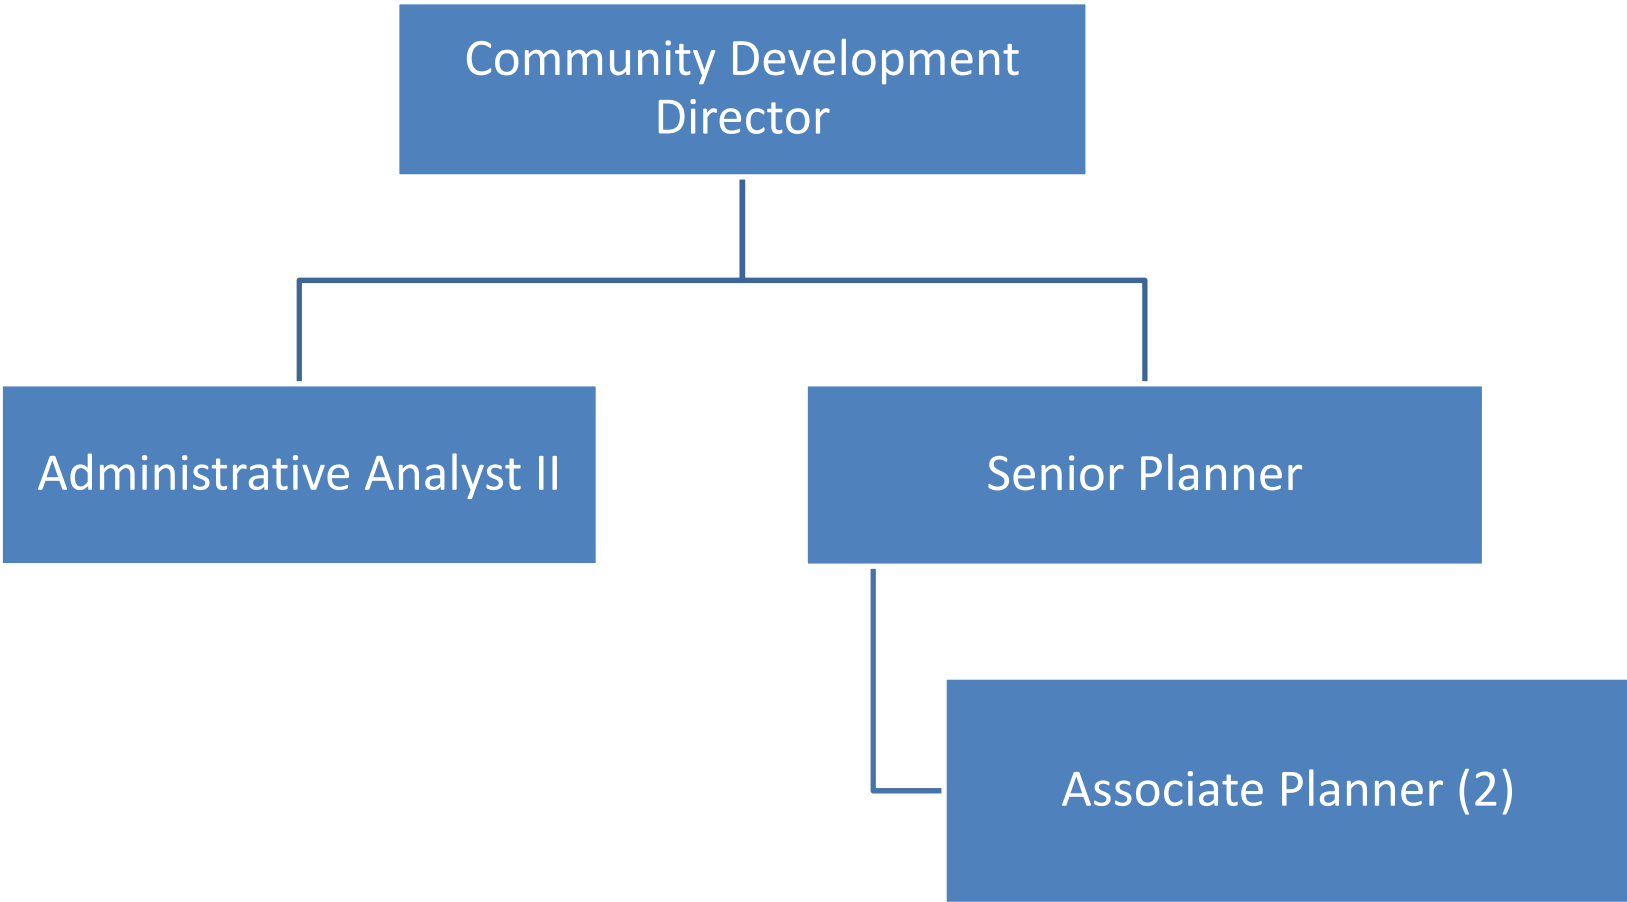 Community Development
Director
Administrative Analyst II
Senior Planner
Associate Planner (2)